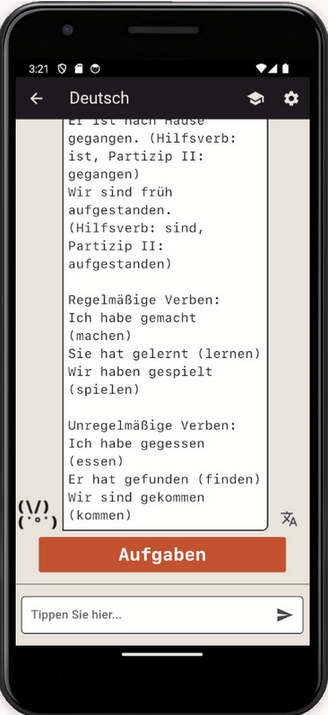 3:21
Deutsch
Er ist nach Hause
gegangen. (Hilfsverb:
ist, Partizip II:
gegangen)
Wir sind früh
aufgestanden.
(Hilfsverb: sind,
Partizip II:
aufgestanden)
Regelmäßige Verben:
Ich habe gemacht
(machen)
Sie hat gelernt (lernen)
Wir haben gespielt
(spielen)
Unregelmäßige Verben:
Ich habe gegessen
(essen)
Er hat gefunden (finden)
Wir sind gekommen
(kommen)
(\/)
(·°·)
Aufgaben
Tippen Sie hier...